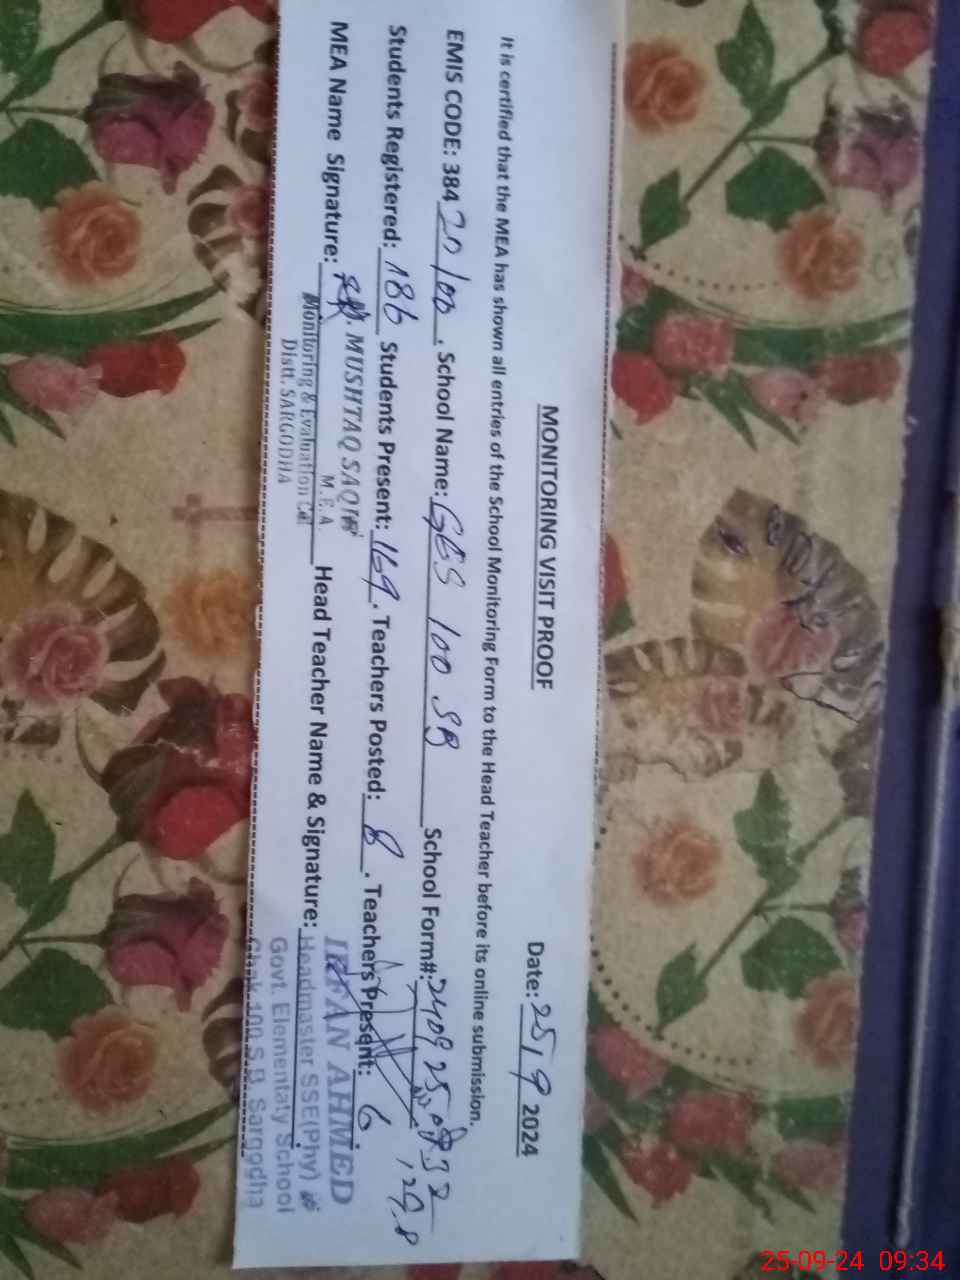 MONITORING VISIT PROOF
Date: 25/9 2024
It is certified that the MEA has shown all entries of the School Monitoring Form to the Head Teacher before its online submission.
EMIS CODE: 38420100, School Name: GES 100 SB School Form#:
Students Registered: 186 Students Present: 169. Teachers Posted: 8. Teachers Present: 6
MEA Name Signature: MUSHTAQ SAQIB Head Teacher Name & Signature:
M.E.A
Monitoring & Evaluation Cell
Distt. SARGODHA
IRFAN AHMED
Headmaster SSE(Phy)
Govt. Elementaty School
Chak 100 S.B. Sargodha
25-09-24 09:34